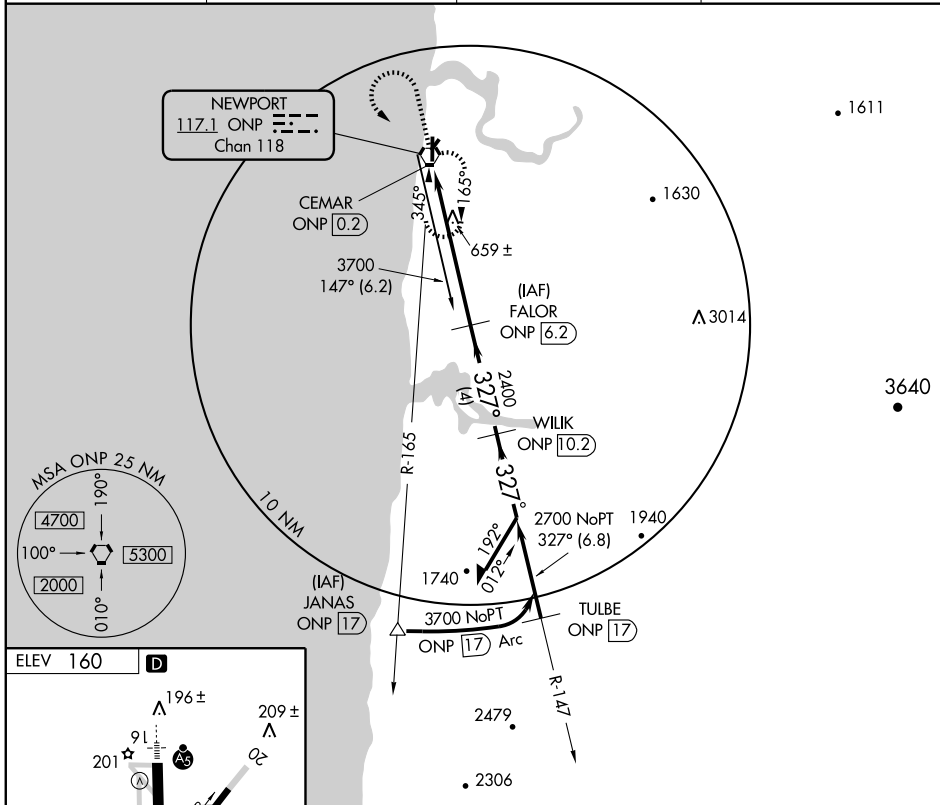 NEWPORT
117.1 ONP
Chan 118
1611
1630
CEMAR
ONP 0.2
345°
165°
659 ±
3700
147° (6.2)
(IAF)
FALOR
ONP 6.2
3014
2400
327°
(4)
3640
WILIK
ONP 10.2
R-165
327°
MSA ONP 25 NM
190°
4700
100°
5300
2000
010°
10 NM
2700 NoPT
327° (6.8)
1940
192°
012°
1740
(IAF)
JANAS
ONP 17
3700 NoPT
ONP 17 Arc
TULBE
ONP 17
R-147
ELEV 160 D
196 ±
209 ±
16
201
A5
20
2479
2306